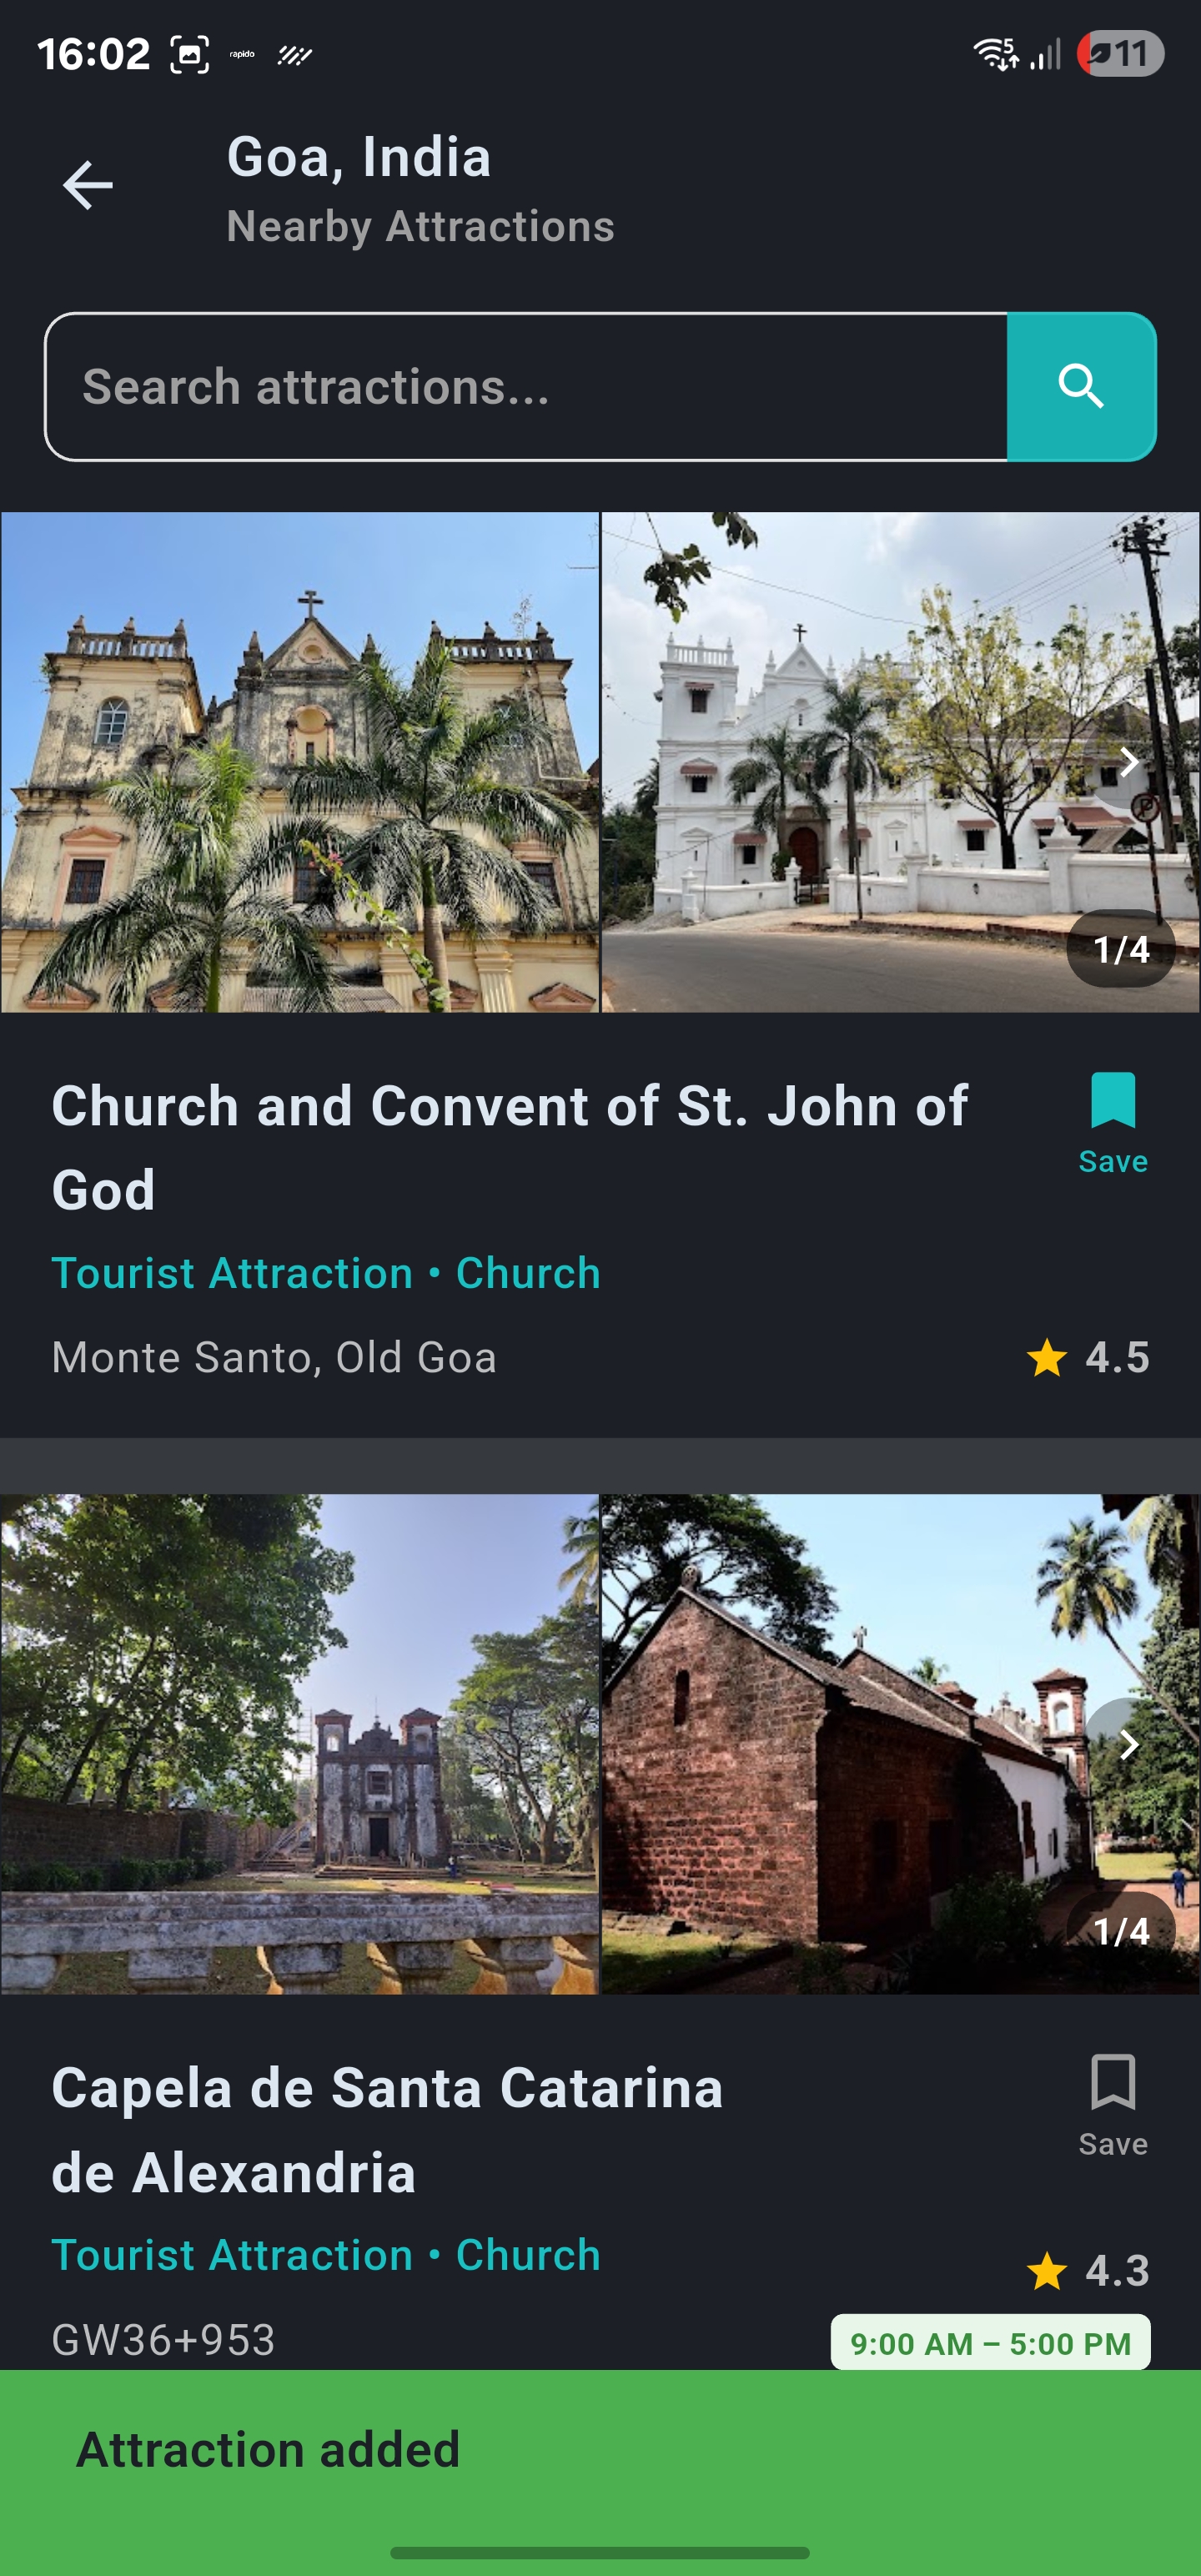 16:02
rapido
5
11
Goa, India
Nearby Attractions
Search attractions...
1/4
Church and Convent of St. John of
God
Save
Tourist Attraction • Church
Monte Santo, Old Goa
4.5
1/4
Capela de Santa Catarina
de Alexandria
Save
Tourist Attraction • Church
4.3
GW36+953
9:00 AM – 5:00 PM
Attraction added